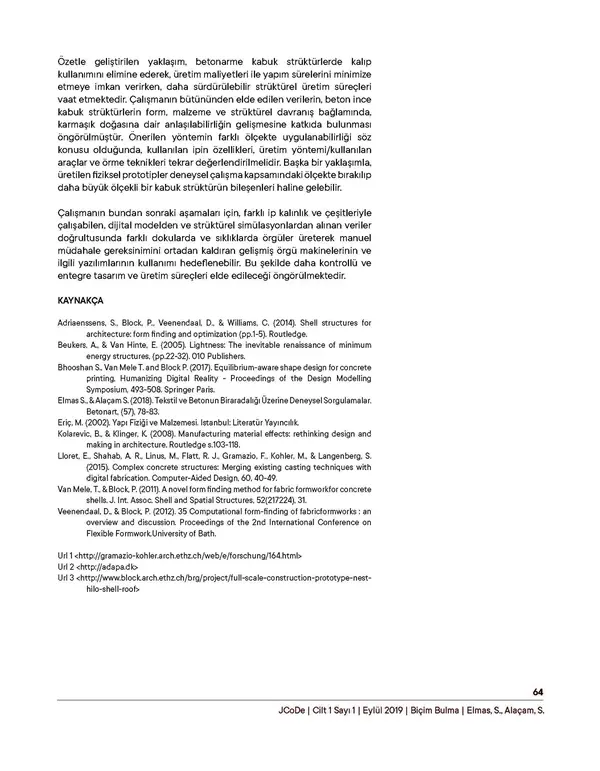 Özetle geliştirilen yaklaşım, betonarme kabuk strüktürlerde kalıp
kullanımını elimine ederek, üretim maliyetleri ile yapım sürelerini minimize
etmeye imkan verirken, daha sürdürülebilir strüktürel üretim süreçleri
vaat etmektedir. Çalışmanın bütününden elde edilen verilerin, beton ince
kabuk strüktürlerin form, malzeme ve strüktürel davranış bağlamında,
karmaşık doğasına dair anlaşılabilirliğin gelişmesine katkıda bulunması
öngörülmüştür. Önerilen yöntemin farklı ölçekte uygulanabilirliği söz
konusu olduğunda, kullanılan ipin özellikleri, üretim yöntemi/kullanılan
araçlar ve örme teknikleri tekrar değerlendirilmelidir. Başka bir yaklaşımla,
üretilen fiziksel prototipler deneysel çalışma kapsamındaki ölçekte bırakılıp
daha büyük ölçekli bir kabuk strüktürün bileşenleri haline gelebilir.
Çalışmanın bundan sonraki aşamaları için, farklı ip kalınlık ve çeşitleriyle
çalışabilen, dijital modelden ve strüktürel simülasyonlardan alınan veriler
doğrultusunda farklı dokularda ve sıklıklarda örgüler üreterek manuel
müdahale gereksinimini ortadan kaldıran gelişmiş örgü makinelerinin ve
ilgili yazılımlarının kullanımı hedeflenebilir. Bu şekilde daha kontrollü ve
entegre tasarım ve üretim süreçleri elde edileceği öngörülmektedir.
KAYNAKÇA
Adriaenssens, S., Block, P., Veenendaal, D., & Williams, C. (2014). Shell structures for
architecture: form finding and optimization (pp.1-5). Routledge.
Beukers, A., & Van Hinte, E. (2005). Lightness: The inevitable renaissance of minimum
energy structures, (pp.22-32). 010 Publishers.
Bhooshan S., Van Mele T. and Block P. (2017). Equilibrium-aware shape design for concrete
printing, Humanizing Digital Reality - Proceedings of the Design Modelling
Symposium, 493-508. Springer Paris.
Elmas S., & Alaçam S. (2018). Tekstil ve Betonun Biraradalığı Üzerine Deneysel Sorgulamalar.
Betonart, (57), 78-83.
Eriç, M. (2002). Yapı Fiziği ve Malzemesi. Istanbul: Literatür Yayıncılık.
Kolarevic, B., & Klinger, K. (2008). Manufacturing material effects: rethinking design and
making in architecture. Routledge s.103-118.
Lloret, E., Shahab, A. R., Linus, M., Flatt, R. J., Gramazio, F., Kohler, M., & Langenberg, S.
(2015). Complex concrete structures: Merging existing casting techniques with
digital fabrication. Computer-Aided Design, 60, 40-49.
Van Mele, T., & Block, P. (2011). A novel form finding method for fabric formworkfor concrete
shells. J. Int. Assoc. Shell and Spatial Structures, 52(217224), 31.
Veenendaal, D., & Block, P. (2012). 35 Computational form-finding of fabricformworks : an
overview and discussion. Proceedings of the 2nd International Conference on
Flexible Formwork.University of Bath.
Url 1 <http://gramazio-kohler.arch.ethz.ch/web/e/forschung/164.html>
Url 2 <http://adapa.dk>
Url 3 <http://www.block.arch.ethz.ch/brg/project/full-scale-construction-prototype-nest-
hilo-shell-roof>
64
JCoDe | Cilt 1 Sayı 1 | Eylül 2019 | Biçim Bulma | Elmas, S., Alaçam, S.